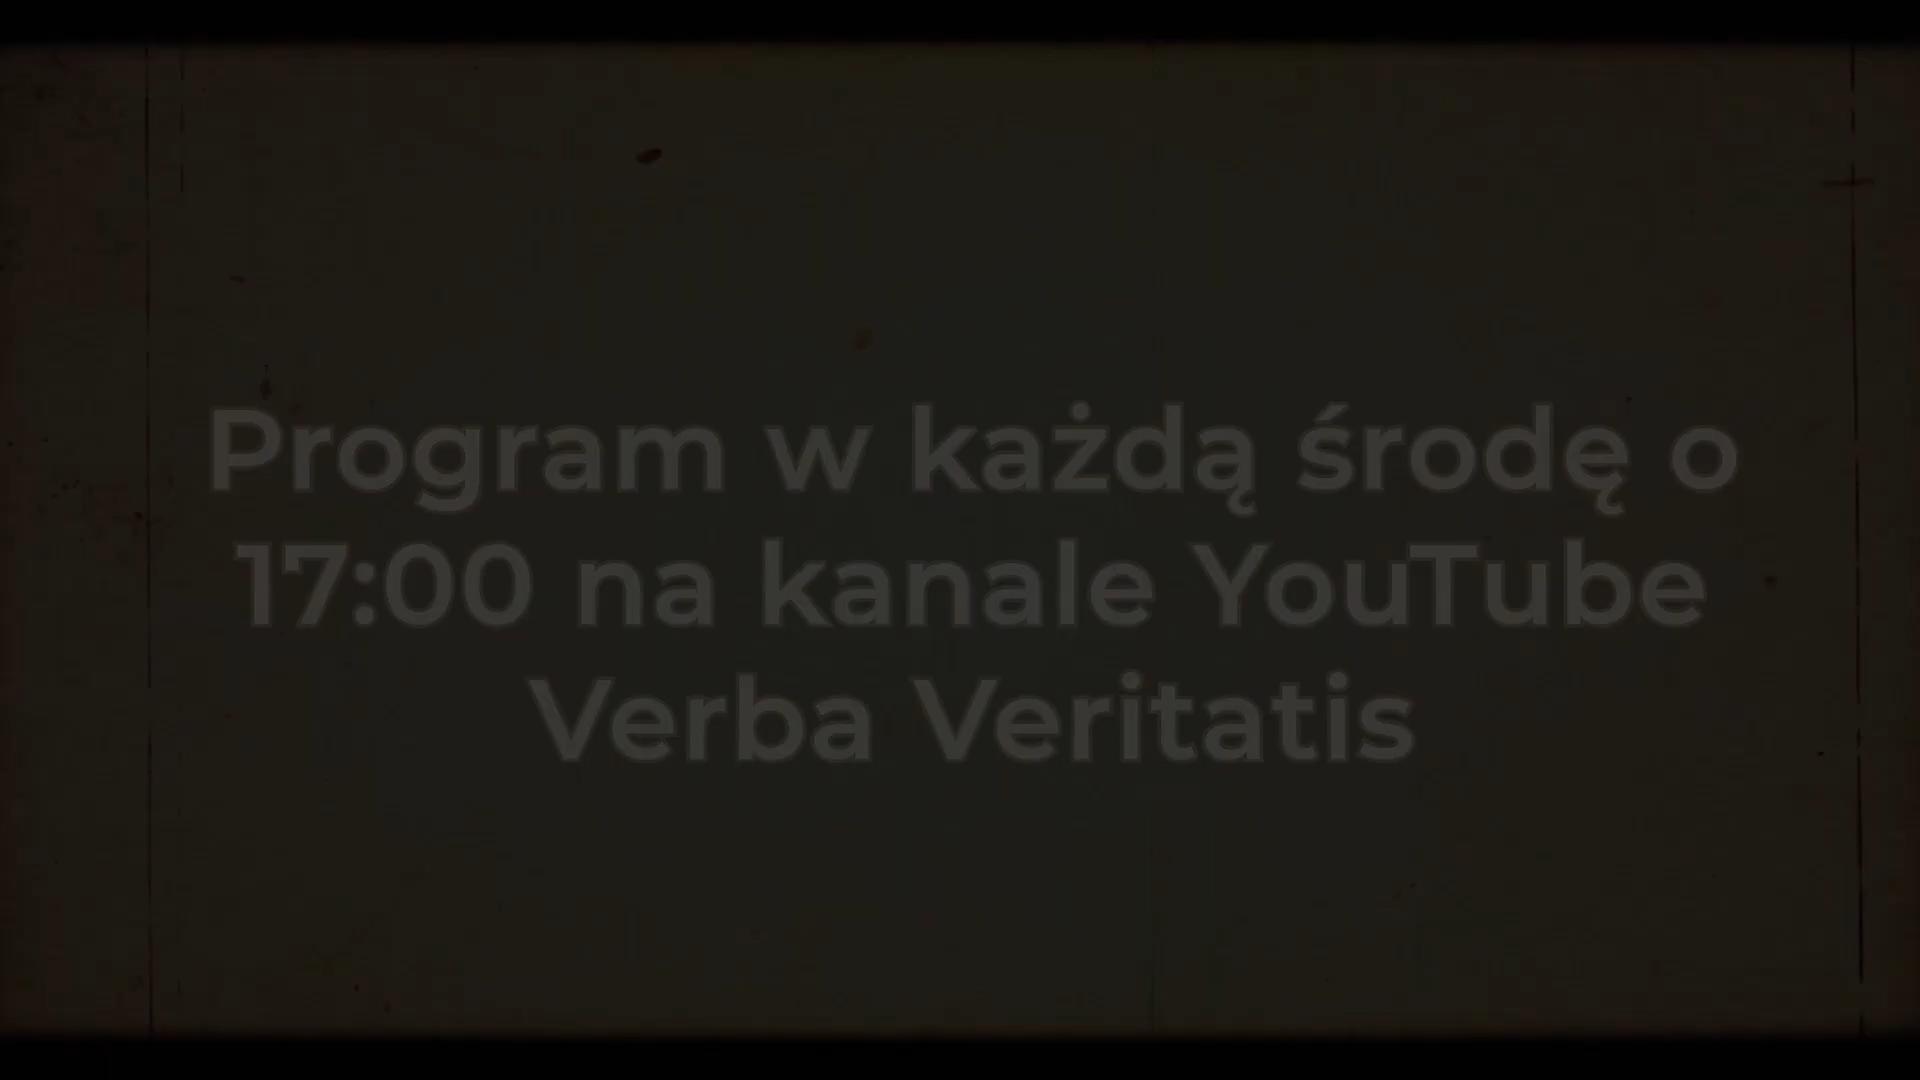 Program w każdą środę o
17:00 na kanale YouTube
Verba Veritatis